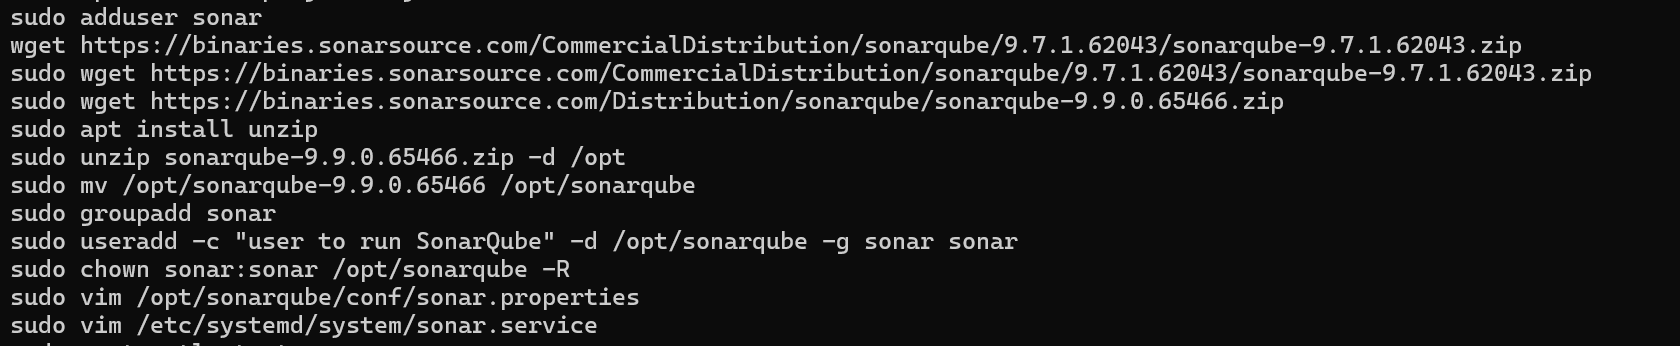 sudo adduser sonar
wget https://binaries.sonarsource.com/CommercialDistribution/sonarqube/9.7.1.62043/sonarqube-9.7.1.62043.zip
sudo wget https://binaries.sonarsource.com/CommercialDistribution/sonarqube/9.7.1.62043/sonarqube-9.7.1.62043.zip
sudo wget https://binaries.sonarsource.com/Distribution/sonarqube/sonarqube-9.9.0.65466.zip
sudo apt install unzip
sudo unzip sonarqube-9.9.0.65466.zip -d /opt
sudo mv /opt/sonarqube-9.9.0.65466 /opt/sonarqube
sudo groupadd sonar
sudo useradd -c "user to run SonarQube" -d /opt/sonarqube -g sonar sonar
sudo chown sonar:sonar /opt/sonarqube -R
sudo vim /opt/sonarqube/conf/sonar.properties
sudo vim /etc/systemd/system/sonar.service